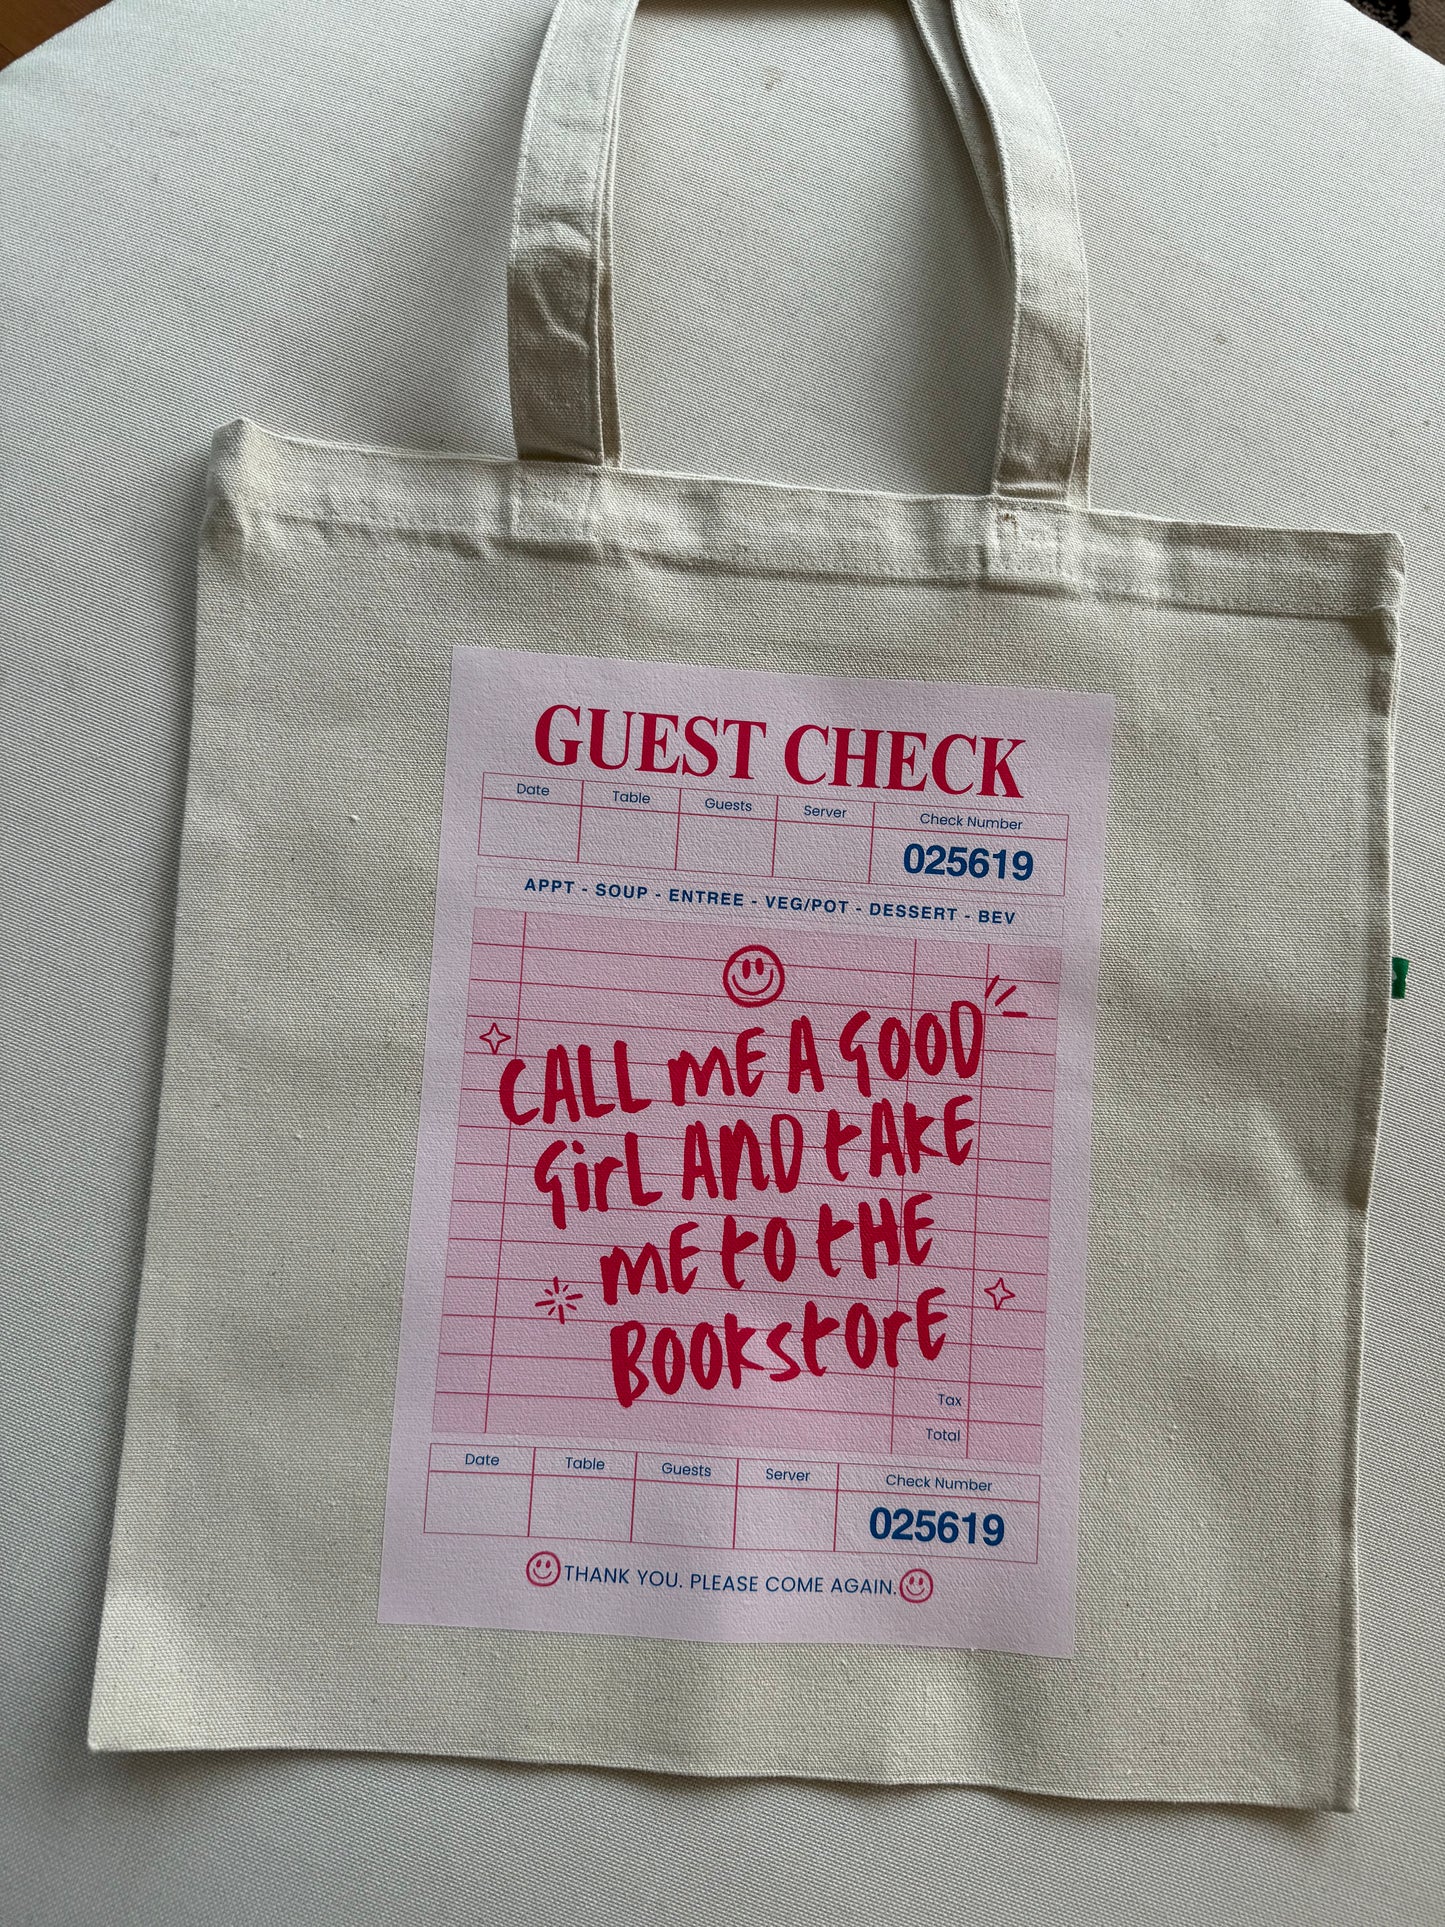 GUEST CHECK
Date Table Guests Server Check Number
025619
APPT - SOUP - ENTREE - VEG/POT - DESSERT - BEV
CALL ME A GOOD
GirL AND tAKE
ME tO tHE
BOOKstOrE
Tax
Total
Date Table Guests Server Check Number
025619
THANK YOU. PLEASE COME AGAIN.